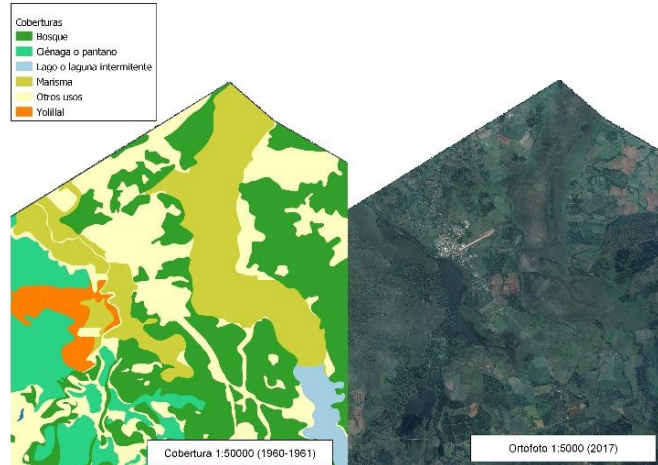 Coberturas
Bosque
Ciénaga o pantano
Lago o laguna intermitente
Marisma
Otros usos
Yolillal
Cobertura 1:50000 (1960-1961)
Ortofoto 1:5000 (2017)